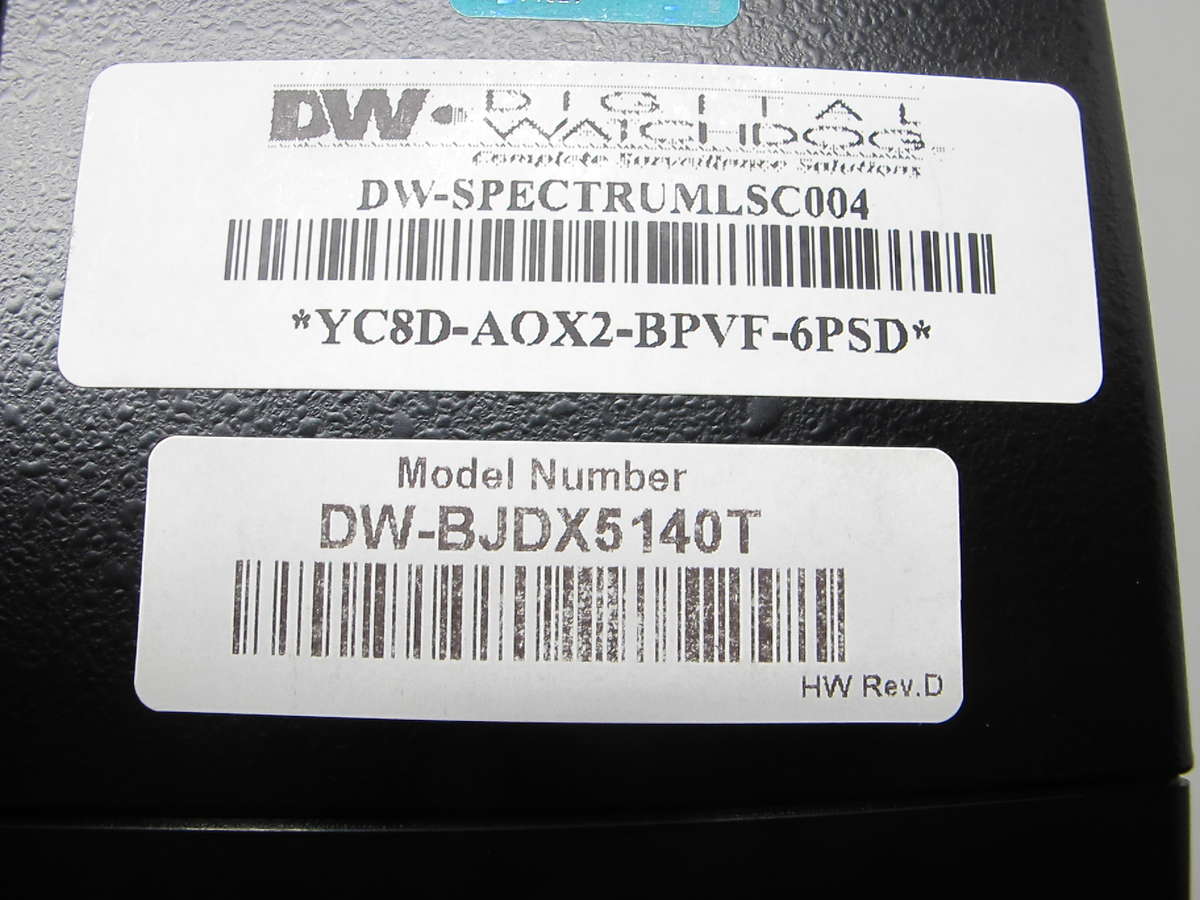 DW DIGITAL
WATCHDOG
Complete Surveillance Solutions
DW-SPECTRUMLSC004
*YC8D-AOX2-BPVF-6PSD*
Model Number
DW-BJDX5140T
HW Rev.D